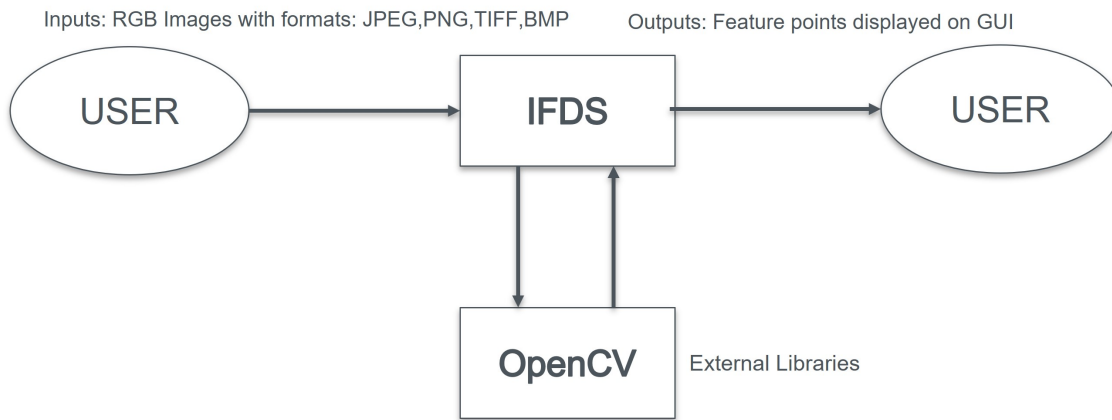 Inputs: RGB Images with formats: JPEG,PNG,TIFF,BMP
Outputs: Feature points displayed on GUI
USER
IFDS
USER
OpenCV
External Libraries